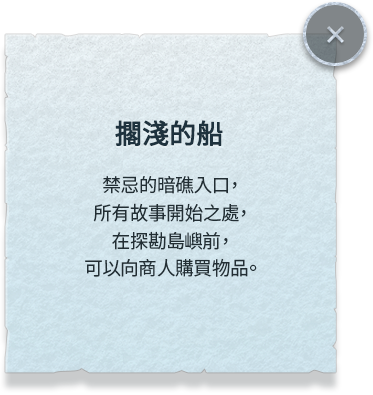 擱淺的船
禁忌的暗礁入口，
所有故事開始之處，
在探勘島嶼前，
可以向商人購買物品。